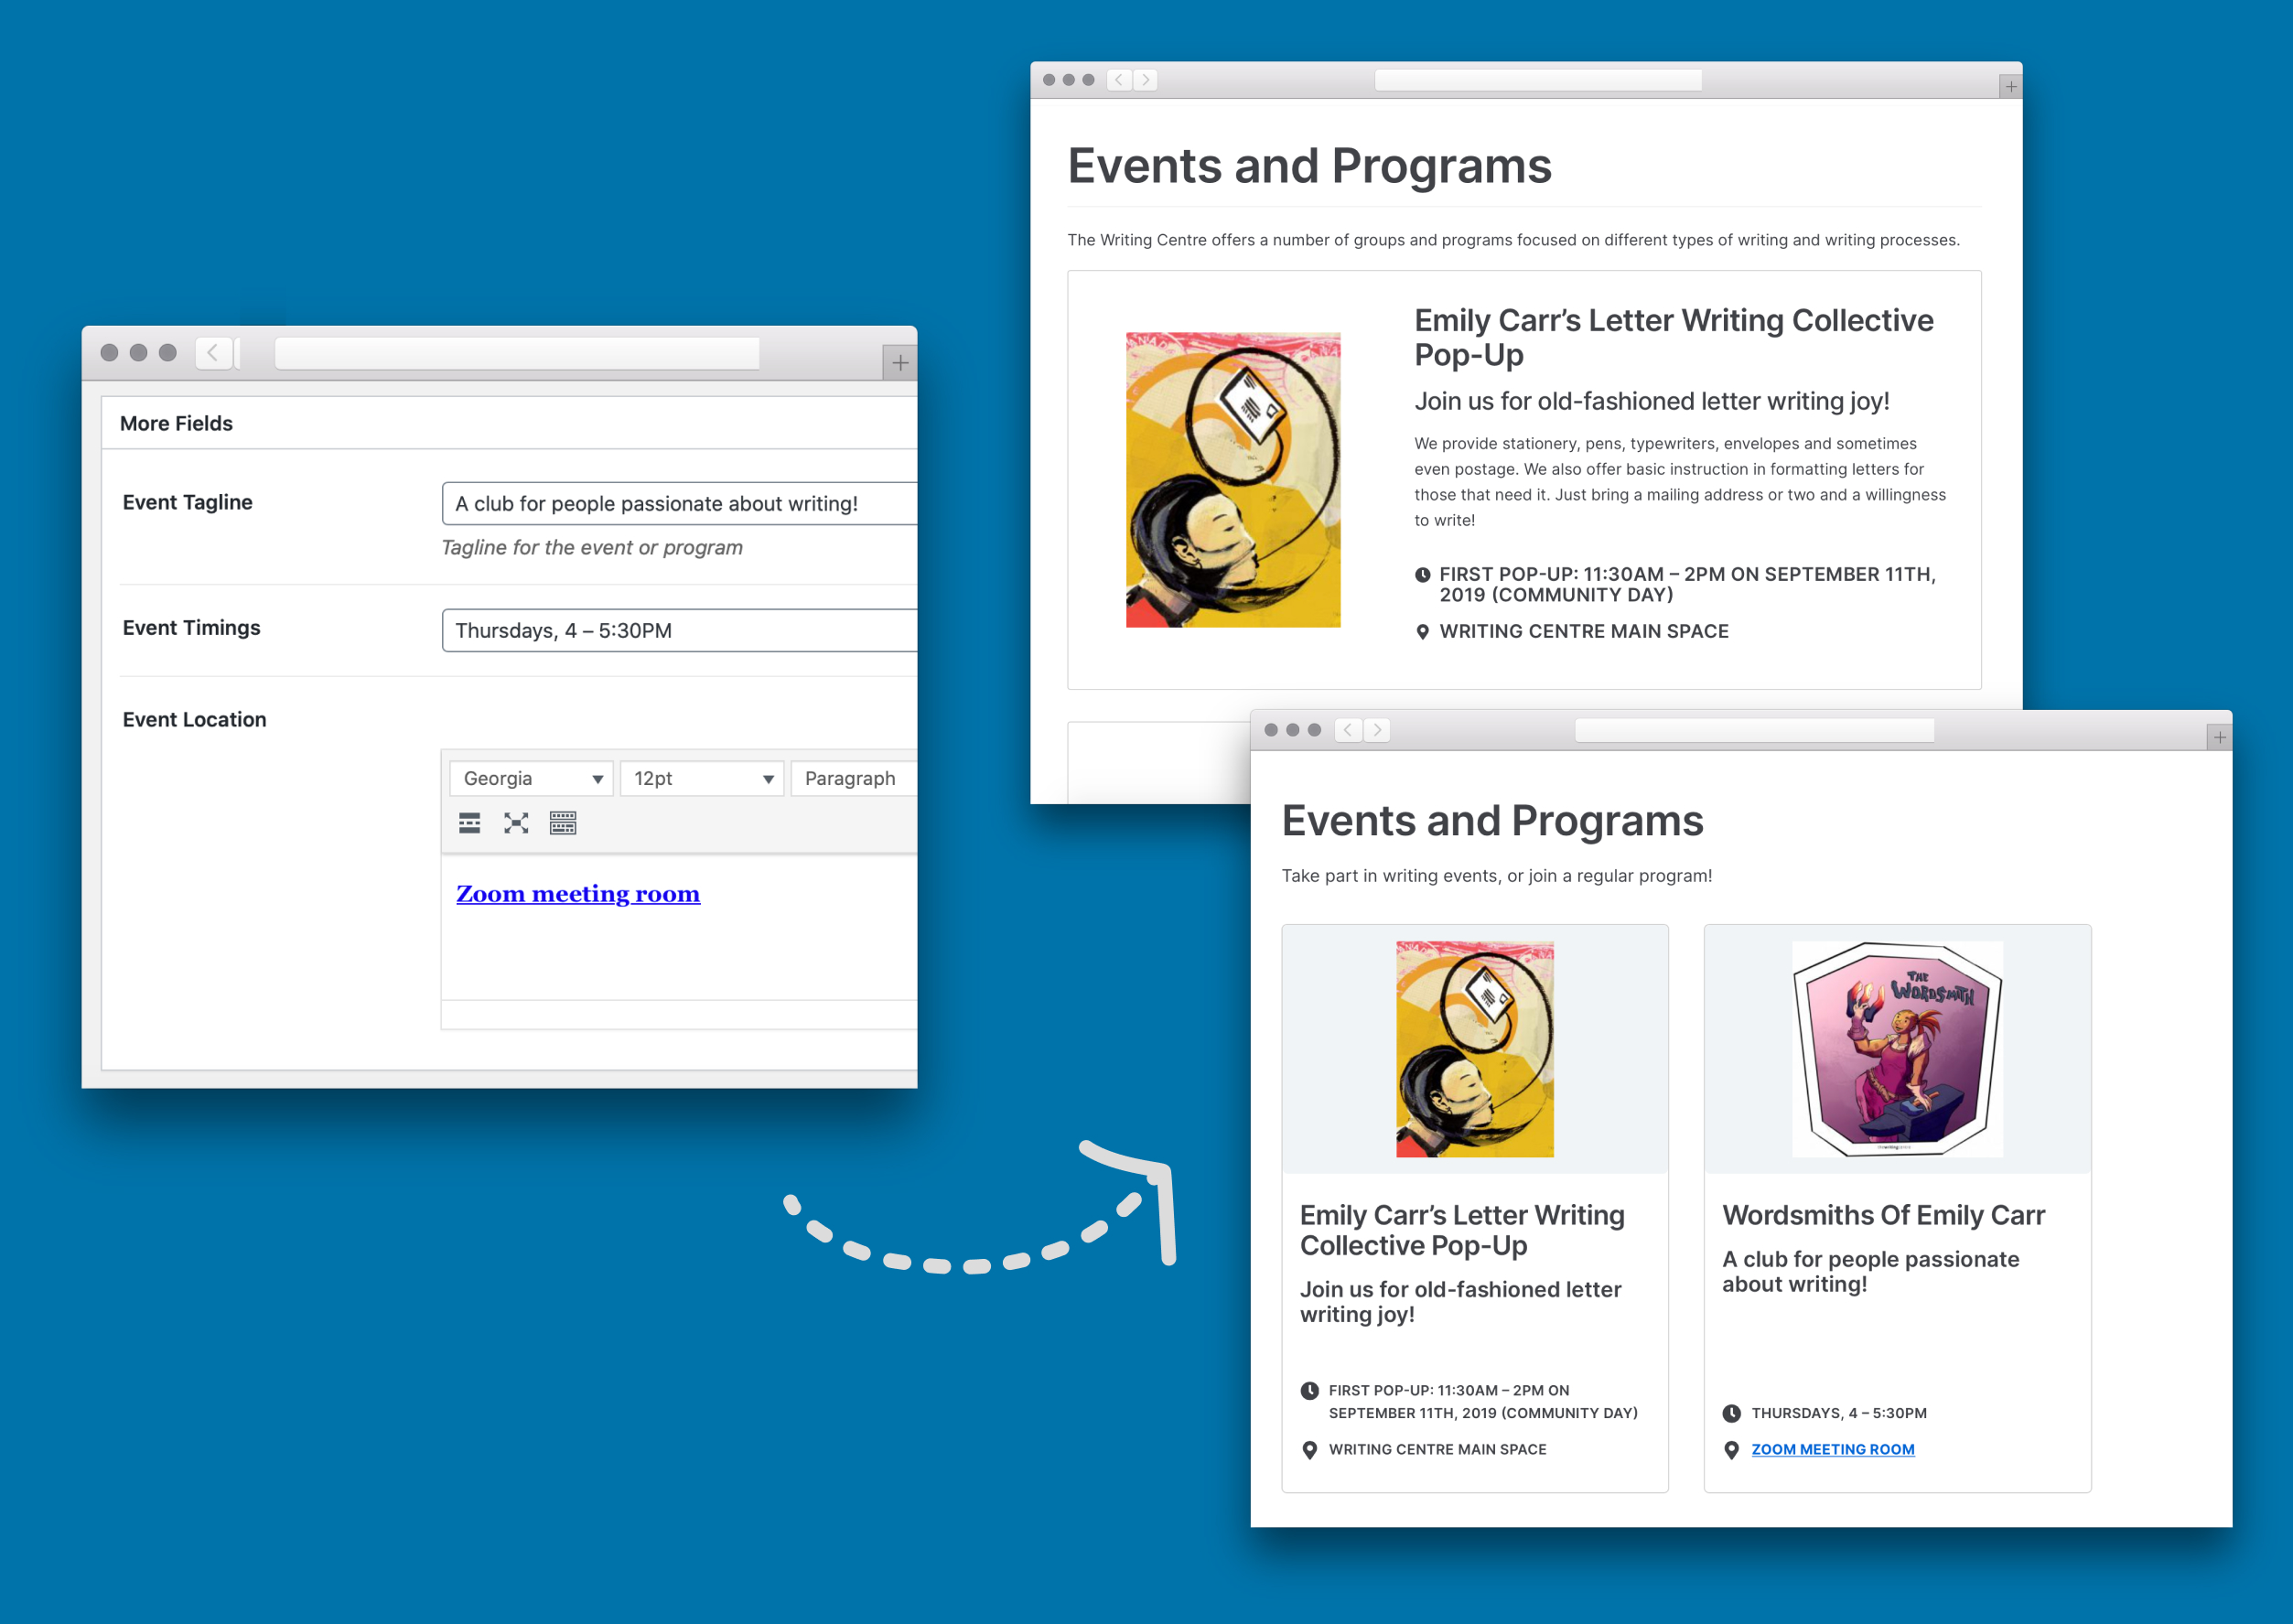 More Fields
Event Tagline
A club for people passionate about writing!
Tagline for the event or program
Event Timings
Thursdays, 4 – 5:30PM
Event Location
Georgia
12pt
Paragraph
Zoom meeting room
Events and Programs
The Writing Centre offers a number of groups and programs focused on different types of writing and writing processes.
Emily Carr’s Letter Writing Collective
Pop-Up
Join us for old-fashioned letter writing joy!
We provide stationery, pens, typewriters, envelopes and sometimes
even postage. We also offer basic instruction in formatting letters for
those that need it. Just bring a mailing address or two and a willingness
to write!
FIRST POP-UP: 11:30AM – 2PM ON SEPTEMBER 11TH,
2019 (COMMUNITY DAY)
WRITING CENTRE MAIN SPACE
Events and Programs
Take part in writing events, or join a regular program!
Emily Carr’s Letter Writing
Collective Pop-Up
Join us for old-fashioned letter
writing joy!
FIRST POP-UP: 11:30AM – 2PM ON
SEPTEMBER 11TH, 2019 (COMMUNITY DAY)
WRITING CENTRE MAIN SPACE
THE
WORDSMITH
Wordsmiths Of Emily Carr
A club for people passionate
about writing!
THURSDAYS, 4 – 5:30PM
ZOOM MEETING ROOM